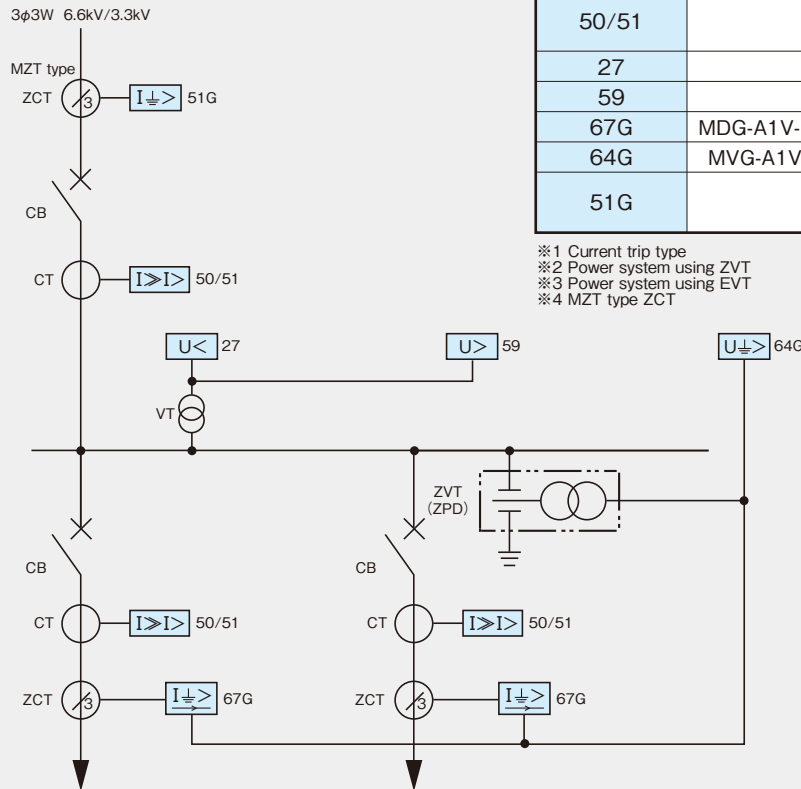 3φ3W 6.6kV/3.3kV
MZT type
ZCT
3
I⏚> 51G
CB
CT
I≫I> 50/51
U< 27
U> 59
U⏚> 64G
VT
ZVT
(ZPD)
CB
CB
CT
I≫I> 50/51
CT
I≫I> 50/51
ZCT
3
I⏚> 67G
ZCT
3
I⏚> 67G
50/51
27
59
67G MDG-A1V-
64G MVG-A1V
51G
※1 Current trip type
※2 Power system using ZVT
※3 Power system using EVT
※4 MZT type ZCT